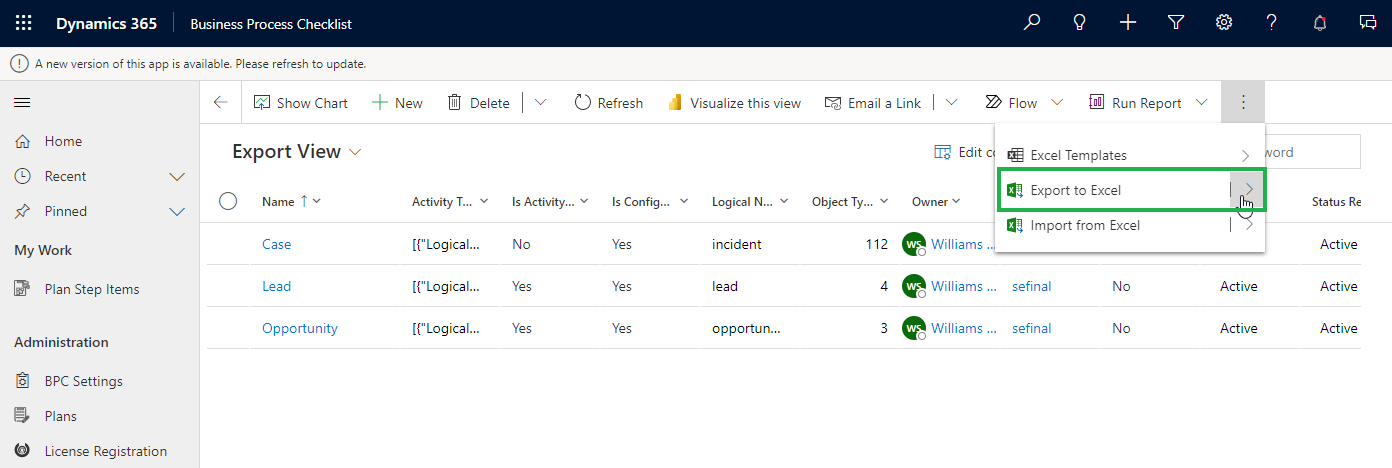 Dynamics 365 Business Process Checklist
A new version of this app is available. Please refresh to update.
Show Chart New Delete Refresh Visualize this view Email a Link Flow Run Report
Home
Recent
Pinned
My Work
Plan Step Items
Administration
BPC Settings
Plans
License Registration
Export View
Edit co
word
Excel Templates
Export to Excel
Import from Excel
Name Activity T... Is Activity... Is Config... Logical N... Object Ty... Owner Status Re
Case [{"Logical... No Yes incident 112 WS Williams ... Active
Lead [{"Logical... Yes Yes lead 4 WS Williams ... sefinal No Active Active
Opportunity [{"Logical... Yes Yes opportun... 3 WS Williams ... sefinal No Active Active